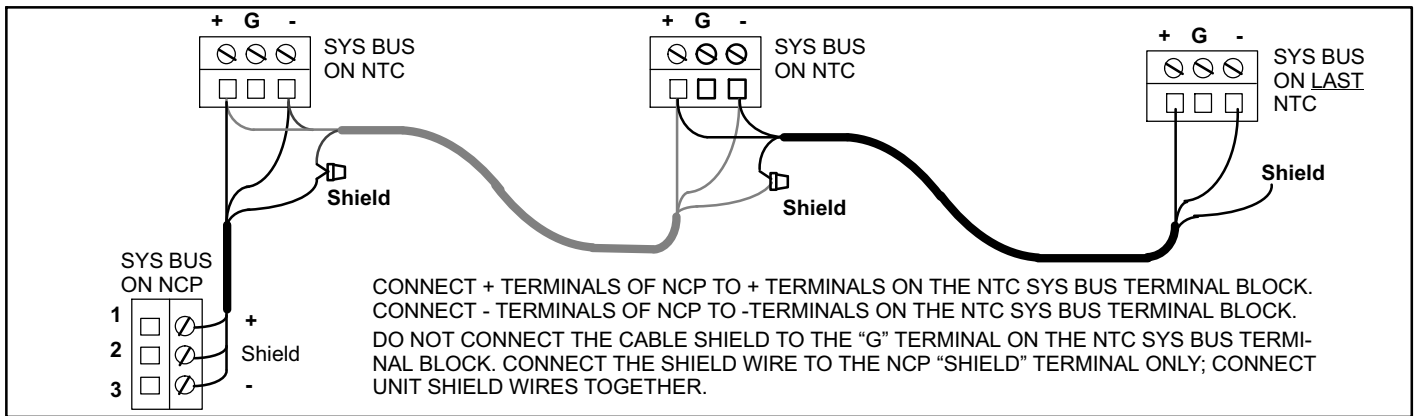 + G -
SYS BUS
ON NTC
+ G -
SYS BUS
ON NTC
+ G -
SYS BUS
ON LAST
NTC
Shield
Shield
Shield
SYS BUS
ON NCP
1
+
2
Shield
3
-
CONNECT + TERMINALS OF NCP TO + TERMINALS ON THE NTC SYS BUS TERMINAL BLOCK.
CONNECT - TERMINALS OF NCP TO -TERMINALS ON THE NTC SYS BUS TERMINAL BLOCK.
DO NOT CONNECT THE CABLE SHIELD TO THE “G” TERMINAL ON THE NTC SYS BUS TERMI-
NAL BLOCK. CONNECT THE SHIELD WIRE TO THE NCP “SHIELD” TERMINAL ONLY; CONNECT
UNIT SHIELD WIRES TOGETHER.